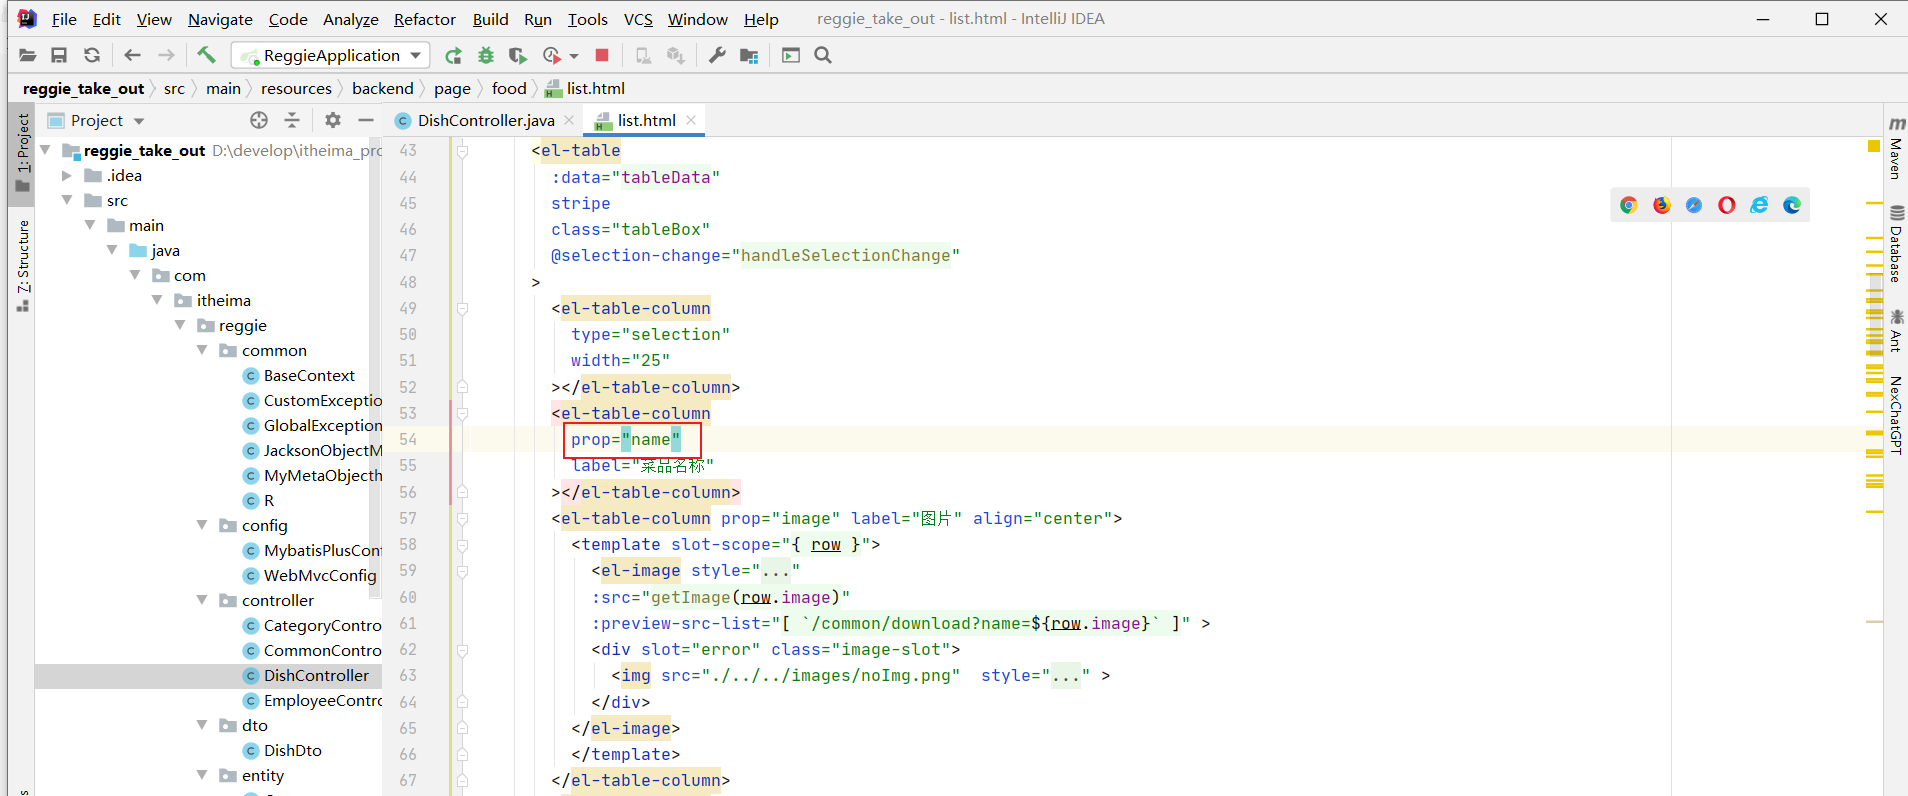 File Edit View Navigate Code Analyze Refactor Build Run Tools VCS Window Help reggie_take_out - list.html - IntelliJ IDEA
ReggieApplication
reggie_take_out src main resources backend page food list.html
Project
DishController.java
list.html
1: Project
Z: Structure
reggie_take_out D:\develop\itheima_prc
.idea
src
main
java
com
itheima
reggie
common
BaseContext
CustomExceptio
GlobalException
JacksonObjectM
MyMetaObjecth
R
config
MybatisPlusConf
WebMvcConfig
controller
CategoryContro
CommonContro
DishController
EmployeeContro
dto
DishDto
entity
43 <el-table
44 :data="tableData"
45 stripe
46 class="tableBox"
47 @selection-change="handleSelectionChange"
48 >
49 <el-table-column
50 type="selection"
51 width="25"
52 ></el-table-column>
53 <el-table-column
54 prop="name"
55 label="菜品名称"
56 ></el-table-column>
57 <el-table-column prop="image" label="图片" align="center">
58 <template slot-scope="{ row }">
59 <el-image style="..."
60 :src="getImage(row.image)"
61 :preview-src-list="[ `/common/download?name=${row.image}` ]" >
62 <div slot="error" class="image-slot">
63 <img src="./../../images/noImg.png" style="..." >
64 </div>
65 </el-image>
66 </template>
67 </el-table-column>
Maven
Database
Ant
NexChatGPT